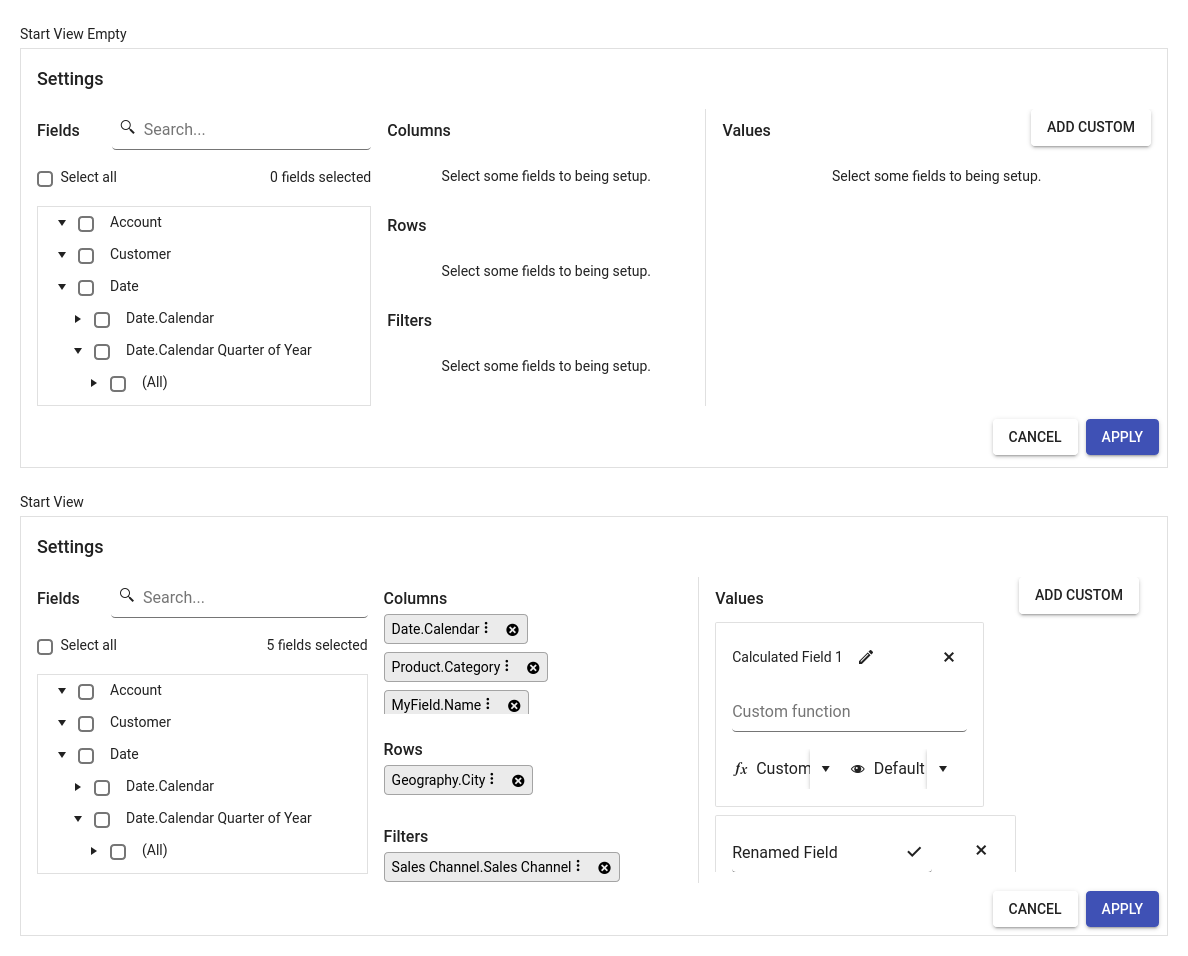 Start View Empty
Settings
Fields
Search...
Select all
0 fields selected
Account
Customer
Date
Date.Calendar
Date.Calendar Quarter of Year
(All)
Columns
Select some fields to being setup.
Rows
Select some fields to being setup.
Filters
Select some fields to being setup.
Values
ADD CUSTOM
Select some fields to being setup.
CANCEL
APPLY
Start View
Settings
Fields
Search...
Select all
5 fields selected
Account
Customer
Date
Date.Calendar
Date.Calendar Quarter of Year
(All)
Columns
Date.Calendar
Product.Category
MyField.Name
Rows
Geography.City
Filters
Sales Channel.Sales Channel
Values
ADD CUSTOM
Calculated Field 1
Custom function
fx Custom
Default
Renamed Field
CANCEL
APPLY